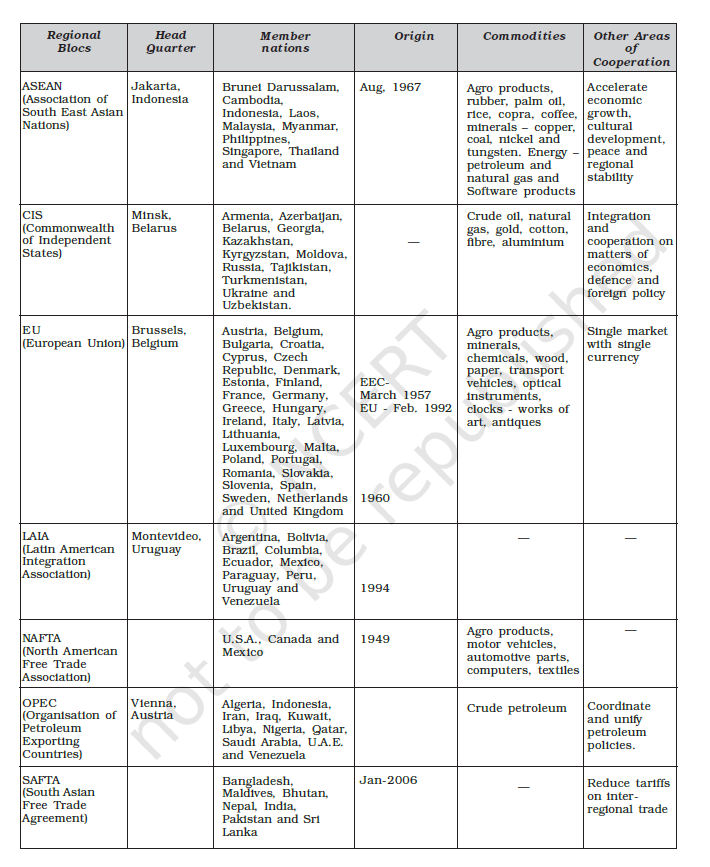 Regional
Blocs
Head
Quarter
Member
nations
Origin
Commodities
Other Areas
of
Cooperation
ASEAN
(Association of
South East Asian
Nations)
Jakarta,
Indonesia
Brunei Darussalam,
Cambodia,
Indonesia, Laos,
Malaysia, Myanmar,
Philippines,
Singapore, Thailand
and Vietnam
Aug, 1967
Agro products,
rubber, palm oil,
rice, copra, coffee,
minerals – copper,
coal, nickel and
tungsten. Energy –
petroleum and
natural gas and
Software products
Accelerate
economic
growth,
cultural
development,
peace and
regional
stability
CIS
(Commonwealth
of Independent
States)
Minsk,
Belarus
Armenia, Azerbaijan,
Belarus, Georgia,
Kazakhstan,
Kyrgyzstan, Moldova,
Russia, Tajikistan,
Turkmenistan,
Ukraine and
Uzbekistan.
—
Crude oil, natural
gas, gold, cotton,
fibre, aluminium
Integration
and
cooperation on
matters of
economics,
defence and
foreign policy
EU
(European Union)
Brussels,
Belgium
Austria, Belgium,
Bulgaria, Croatia,
Cyprus, Czech
Republic, Denmark,
Estonia, Finland,
France, Germany,
Greece, Hungary,
Ireland, Italy, Latvia,
Lithuania,
Luxembourg, Malta,
Poland, Portugal,
Romania, Slovakia,
Slovenia, Spain,
Sweden, Netherlands
and United Kingdom
EEC-
March 1957
EU - Feb. 1992
1960
Agro products,
minerals,
chemicals, wood,
paper, transport
vehicles, optical
instruments,
clocks - works of
art, antiques
Single market
with single
currency
LAIA
(Latin American
Integration
Association)
Montevideo,
Uruguay
Argentina, Bolivia,
Brazil, Columbia,
Ecuador, Mexico,
Paraguay, Peru,
Uruguay and
Venezuela
1994
—
—
NAFTA
(North American
Free Trade
Association)
U.S.A., Canada and
Mexico
1949
Agro products,
motor vehicles,
automotive parts,
computers, textiles
—
OPEC
(Organisation of
Petroleum
Exporting
Countries)
Vienna,
Austria
Algeria, Indonesia,
Iran, Iraq, Kuwait,
Libya, Nigeria, Qatar,
Saudi Arabia, U.A.E.
and Venezuela
Crude petroleum
Coordinate
and unify
petroleum
policies.
SAFTA
(South Asian
Free Trade
Agreement)
Bangladesh,
Maldives, Bhutan,
Nepal, India,
Pakistan and Sri
Lanka
Jan-2006
—
Reduce tariffs
on inter-
regional trade
© NCERT
not to be republished